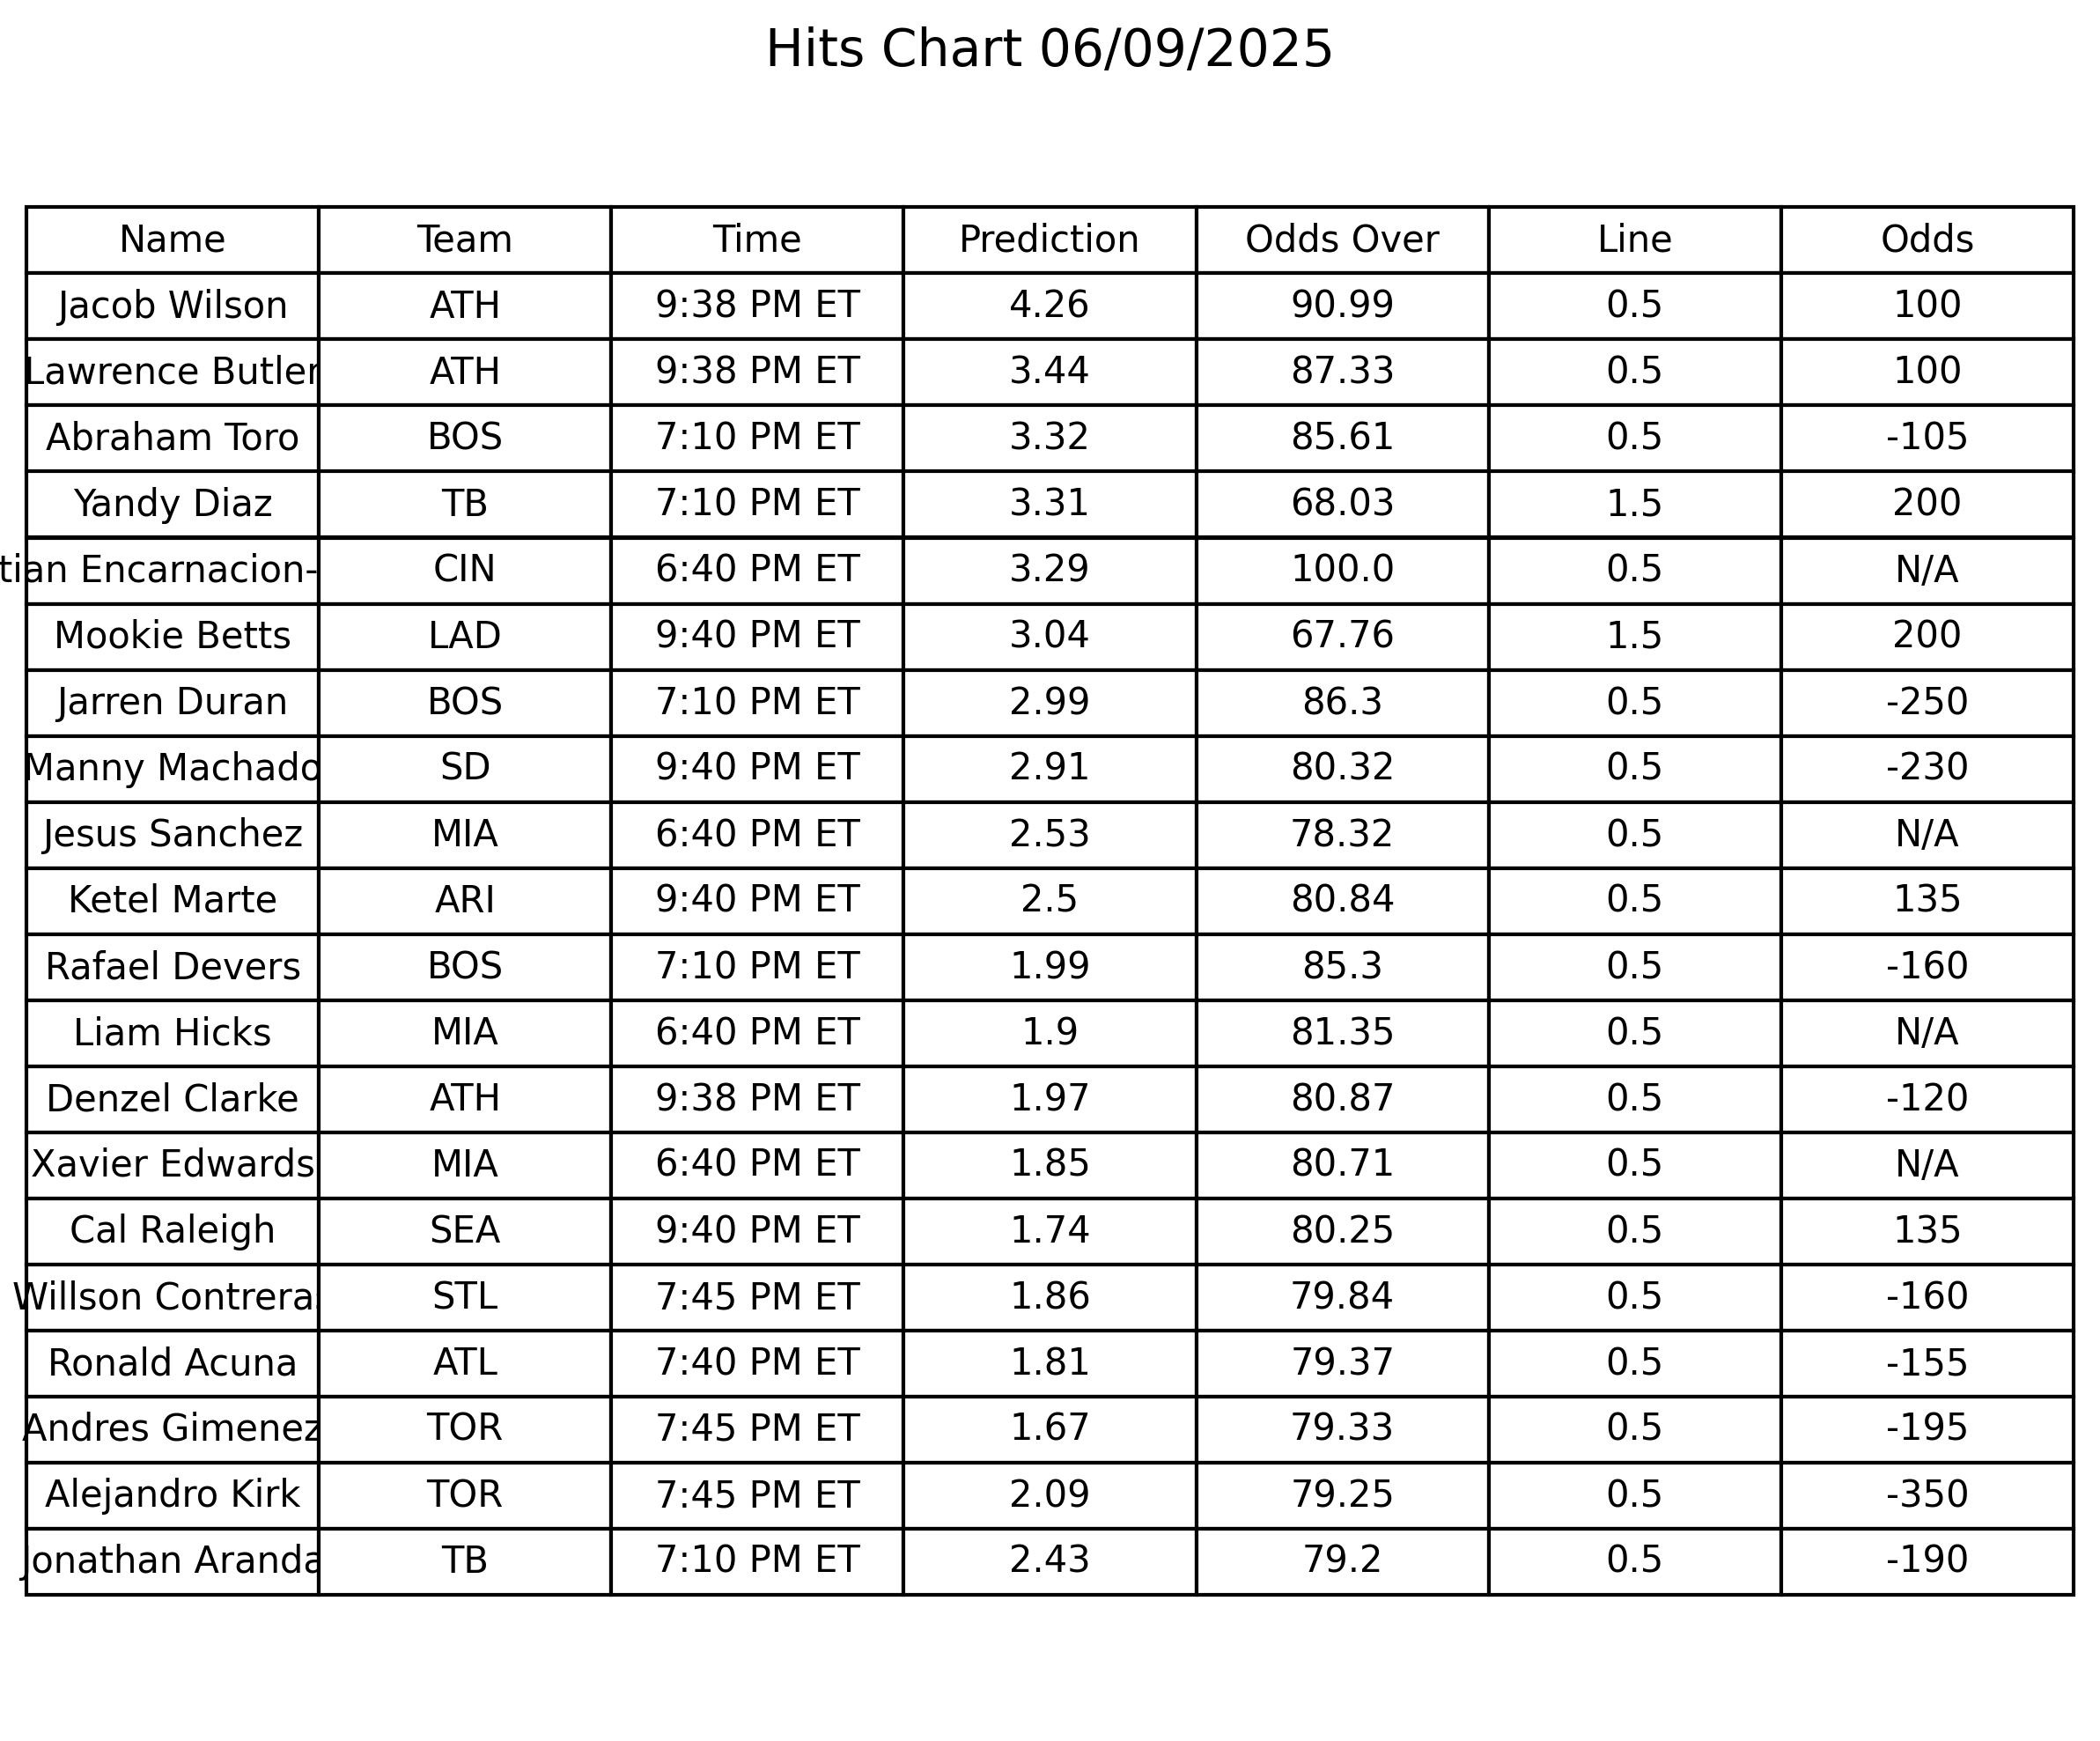 Hits Chart 06/09/2025
Name Team Time Prediction Odds Over Line Odds
Jacob Wilson ATH 9:38 PM ET 4.26 90.99 0.5 100
Lawrence Butler ATH 9:38 PM ET 3.44 87.33 0.5 100
Abraham Toro BOS 7:10 PM ET 3.32 85.61 0.5 -105
Yandy Diaz TB 7:10 PM ET 3.31 68.03 1.5 200
tian Encarnacion- CIN 6:40 PM ET 3.29 100.0 0.5 N/A
Mookie Betts LAD 9:40 PM ET 3.04 67.76 1.5 200
Jarren Duran BOS 7:10 PM ET 2.99 86.3 0.5 -250
Manny Machado SD 9:40 PM ET 2.91 80.32 0.5 -230
Jesus Sanchez MIA 6:40 PM ET 2.53 78.32 0.5 N/A
Ketel Marte ARI 9:40 PM ET 2.5 80.84 0.5 135
Rafael Devers BOS 7:10 PM ET 1.99 85.3 0.5 -160
Liam Hicks MIA 6:40 PM ET 1.9 81.35 0.5 N/A
Denzel Clarke ATH 9:38 PM ET 1.97 80.87 0.5 -120
Xavier Edwards MIA 6:40 PM ET 1.85 80.71 0.5 N/A
Cal Raleigh SEA 9:40 PM ET 1.74 80.25 0.5 135
Willson Contreras STL 7:45 PM ET 1.86 79.84 0.5 -160
Ronald Acuna ATL 7:40 PM ET 1.81 79.37 0.5 -155
Andres Gimenez TOR 7:45 PM ET 1.67 79.33 0.5 -195
Alejandro Kirk TOR 7:45 PM ET 2.09 79.25 0.5 -350
Jonathan Aranda TB 7:10 PM ET 2.43 79.2 0.5 -190